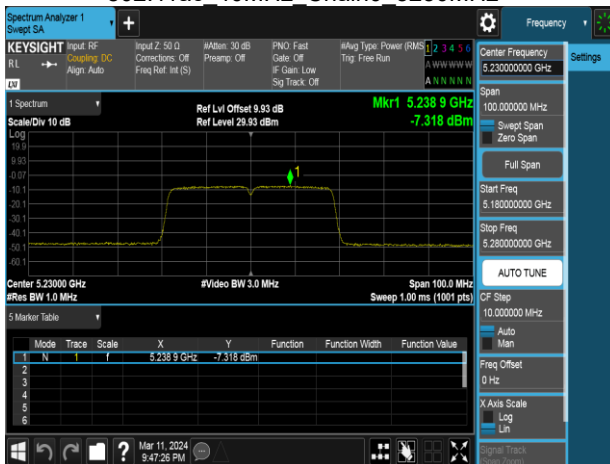 Spectrum Analyzer 1
Swept SA
Frequency
Settings
KEYSIGHT
RL
Input: RF
Coupling: DC
Align: Auto
Input Z: 50 Ω
Corrections: Off
Freq Ref: Int (S)
#Atten: 30 dB
Preamp: Off
PNO: Fast
Gate: Off
IF Gain: Low
Sig Track: Off
#Avg Type: Power (RMS
Trig: Free Run
1 2 3 4 5 6
A W W W W W
A N N N N N
LXI
1 Spectrum
Scale/Div 10 dB
Ref Lvl Offset 9.93 dB
Ref Level 29.93 dBm
Mkr1 5.238 9 GHz
-7.318 dBm
Log
19.9
9.93
-0.07
-10.1
-20.1
-30.1
-40.1
-50.1
-60.1
1
Center 5.23000 GHz
#Res BW 1.0 MHz
#Video BW 3.0 MHz
Span 100.0 MHz
Sweep 1.00 ms (1001 pts)
5 Marker Table
Mode Trace Scale X Y Function Function Width Function Value
1 N 1 f 5.238 9 GHz -7.318 dBm
2
3
4
5
6
Mar 11, 2024
9:47:26 PM
Center Frequency
5.230000000 GHz
Span
100.000000 MHz
Swept Span
Zero Span
Full Span
Start Freq
5.180000000 GHz
Stop Freq
5.280000000 GHz
AUTO TUNE
CF Step
10.000000 MHz
Auto
Man
Freq Offset
0 Hz
X Axis Scale
Log
Lin
Signal Track
(Span Zoom)